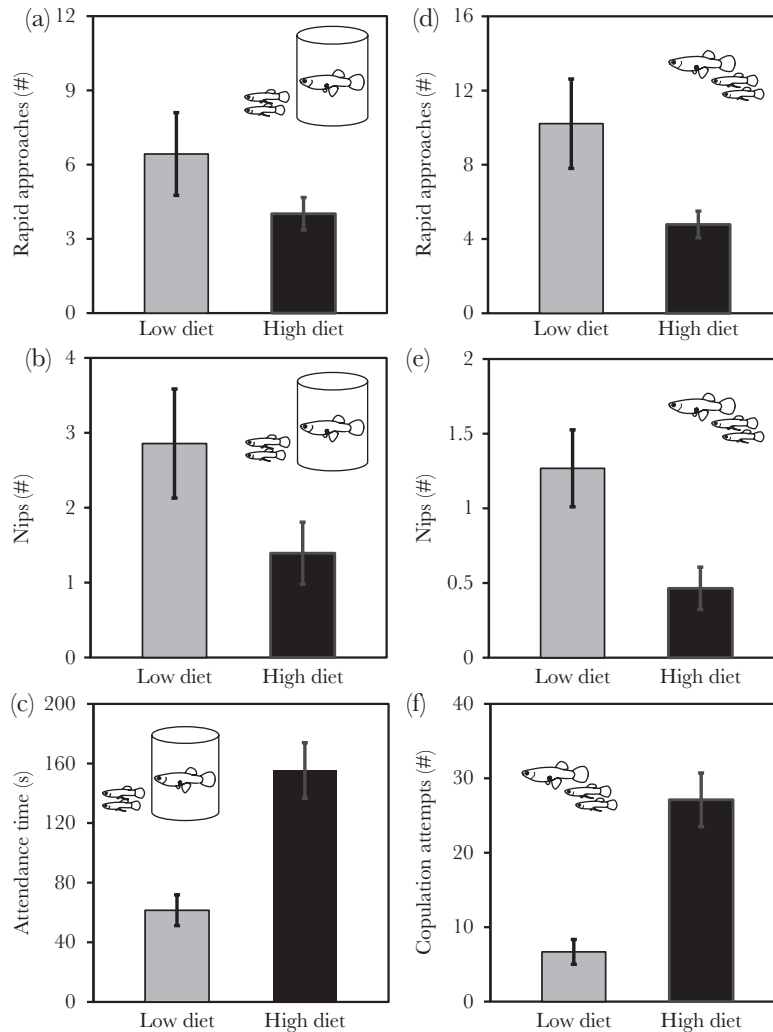 (a)
Rapid approaches (#)
12
9
6
3
0
Low diet High diet
(d)
Rapid approaches (#)
16
12
8
4
0
Low diet High diet
(b)
Nips (#)
4
3
2
1
0
Low diet High diet
(e)
Nips (#)
2
1.5
1
0.5
0
Low diet High diet
(c)
Attendance time (s)
200
160
120
80
40
0
Low diet High diet
(f)
Copulation attempts (#)
40
30
20
10
0
Low diet High diet